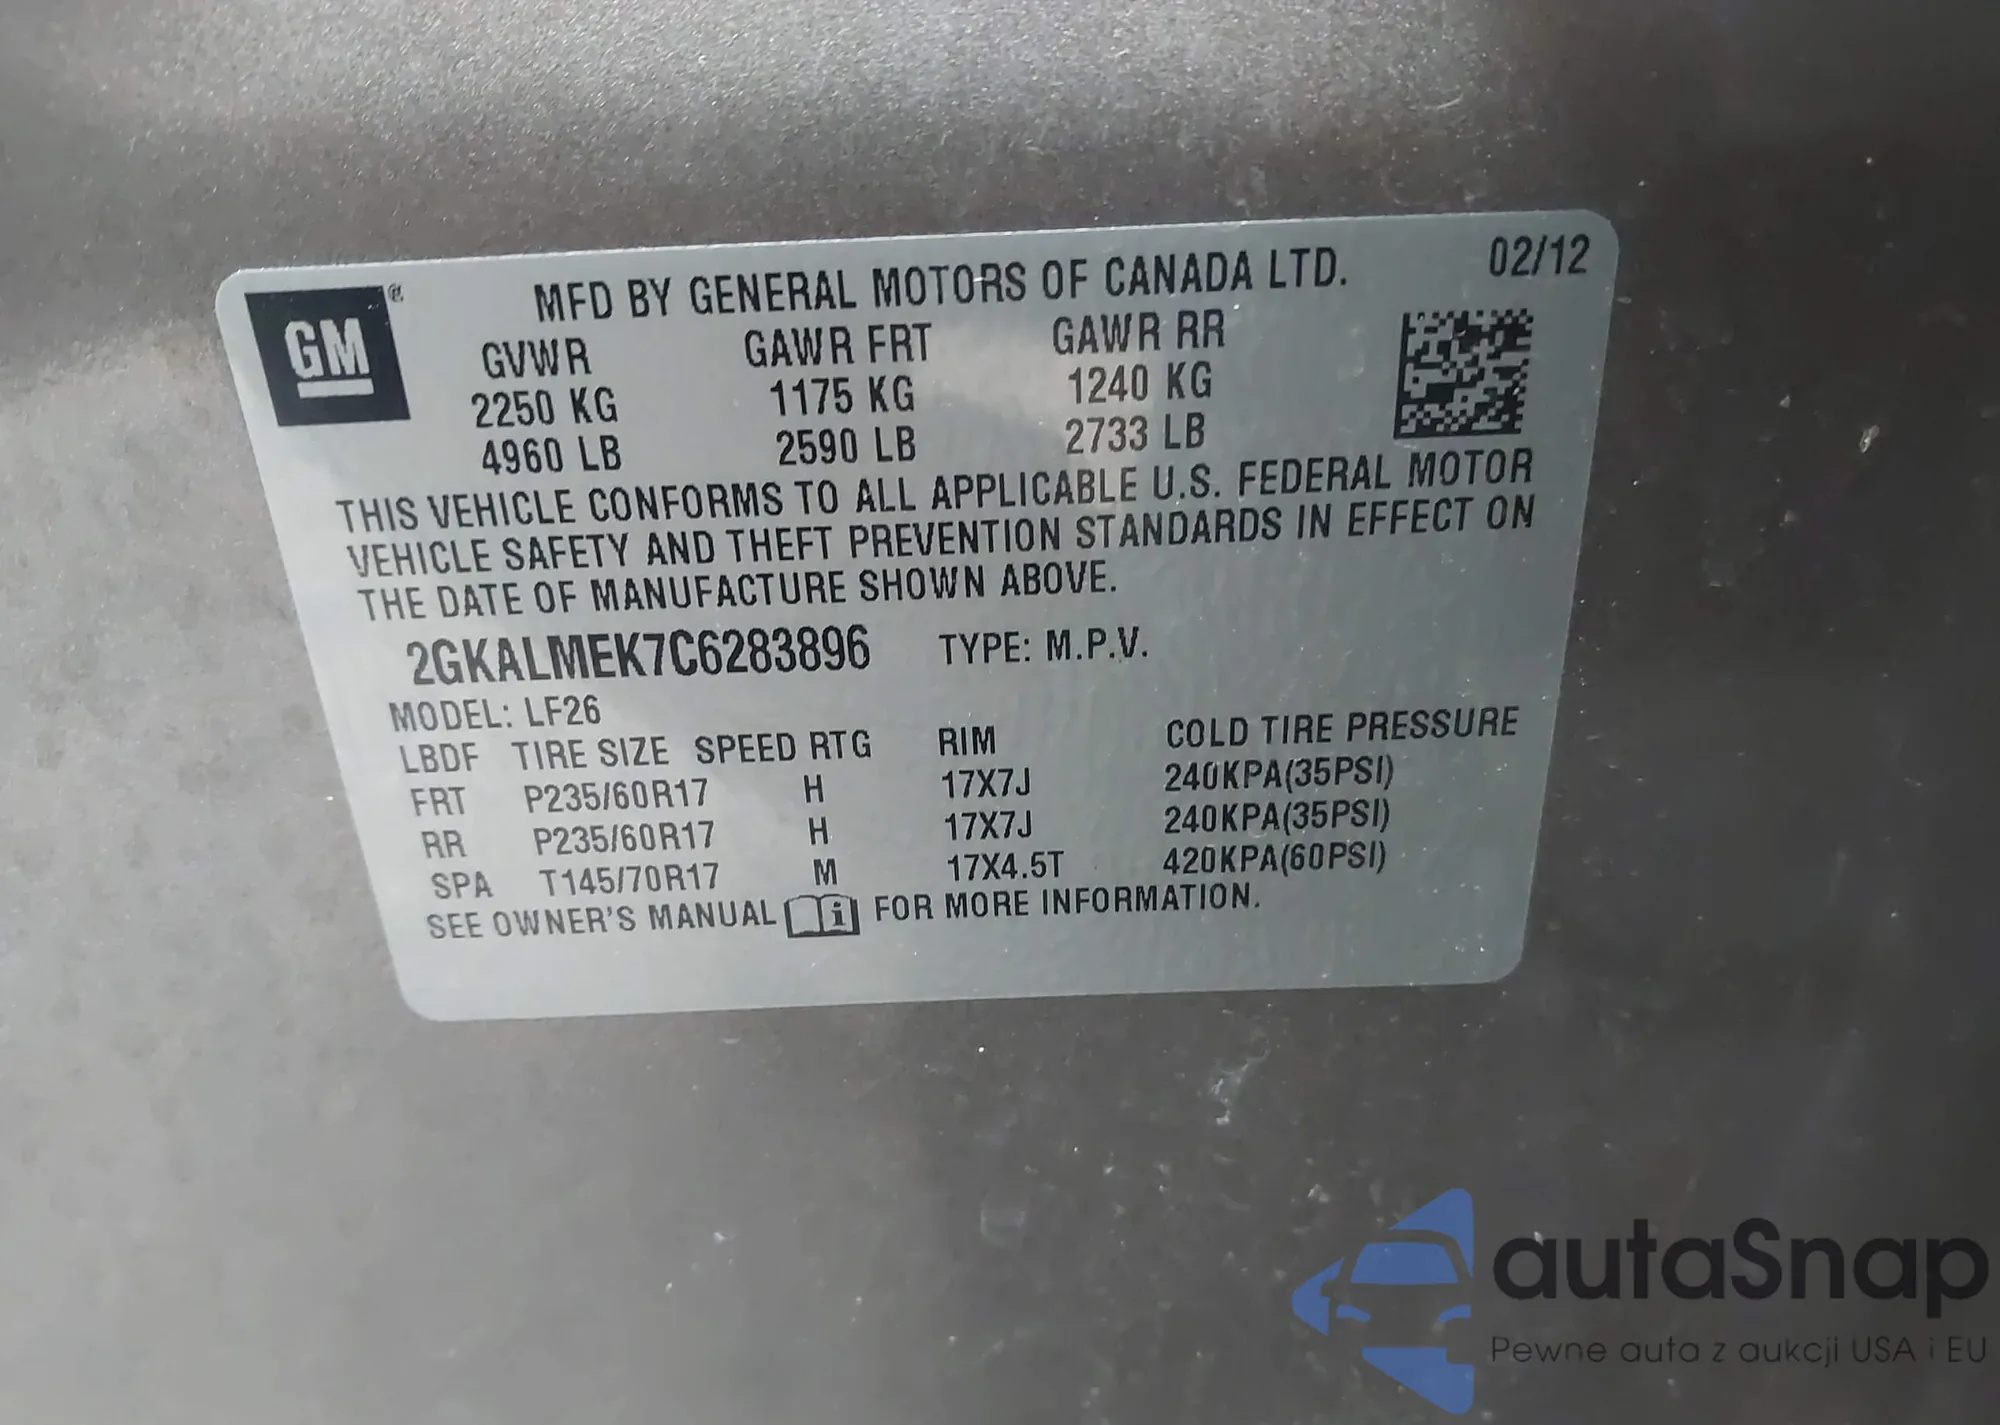 GM
MFD BY GENERAL MOTORS OF CANADA LTD. 02/12
GVWR GAWR FRT GAWR RR
2250 KG 1175 KG 1240 KG
4960 LB 2590 LB 2733 LB
THIS VEHICLE CONFORMS TO ALL APPLICABLE U.S. FEDERAL MOTOR
VEHICLE SAFETY AND THEFT PREVENTION STANDARDS IN EFFECT ON
THE DATE OF MANUFACTURE SHOWN ABOVE.
2GKALMEK7C6283896 TYPE: M.P.V.
MODEL: LF26
LBDF TIRE SIZE SPEED RTG RIM COLD TIRE PRESSURE
FRT P235/60R17 H 17X7J 240KPA(35PSI)
RR P235/60R17 H 17X7J 240KPA(35PSI)
SPA T145/70R17 M 17X4.5T 420KPA(60PSI)
SEE OWNER'S MANUAL i FOR MORE INFORMATION.
autaSnap
Pewne auta z aukcji USA i EU